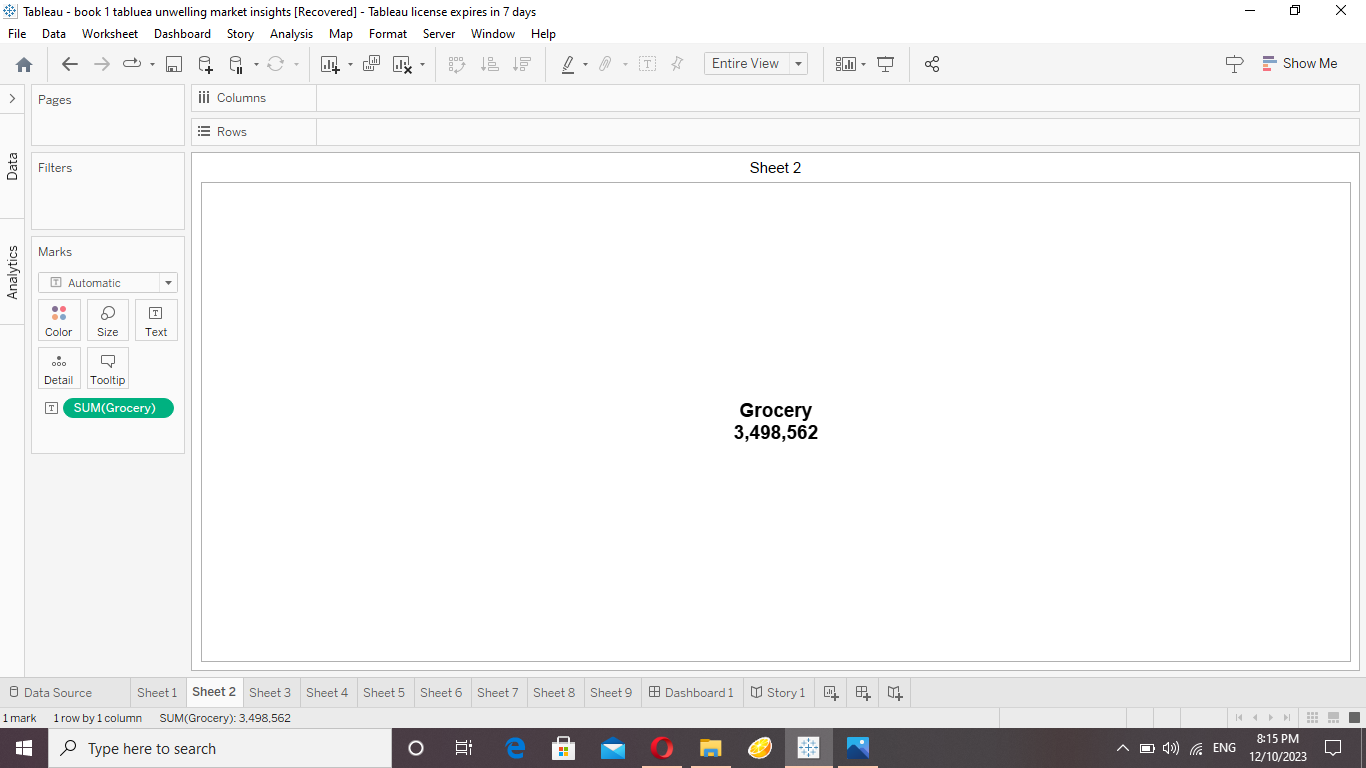 Tableau - book 1 tabluea unwelling market insights [Recovered] - Tableau license expires in 7 days
File Data Worksheet Dashboard Story Analysis Map Format Server Window Help
Entire View
Show Me
Pages
Columns
Rows
Data
Filters
Sheet 2
Analytics
Marks
Automatic
Color Size Text
Detail Tooltip
SUM(Grocery)
Grocery
3,498,562
Data Source Sheet 1 Sheet 2 Sheet 3 Sheet 4 Sheet 5 Sheet 6 Sheet 7 Sheet 8 Sheet 9 Dashboard 1 Story 1
1 mark 1 row by 1 column SUM(Grocery): 3,498,562
Type here to search
ENG
8:15 PM
12/10/2023